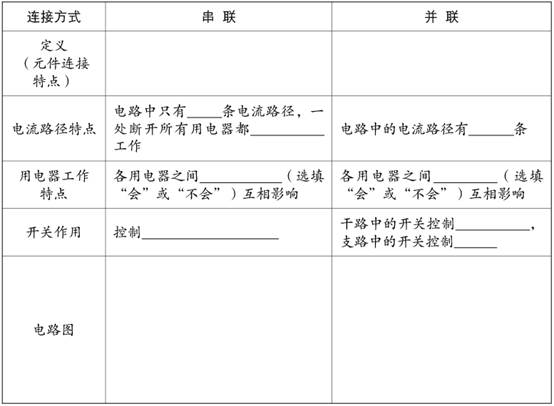 连接方式 串 联 并 联
定义
（元件连接
特点）
电流路径特点
电路中只有_____条电流路径，一
处断开所有用电器都__________
工作
电路中的电流路径有______条
用电器工作
特点
各用电器之间___________（选填
“会”或“不会”）互相影响
各用电器之间___________（选填
“会”或“不会”）互相影响
开关作用
控制___________________
干路中的开关控制__________，
支路中的开关控制______
电路图